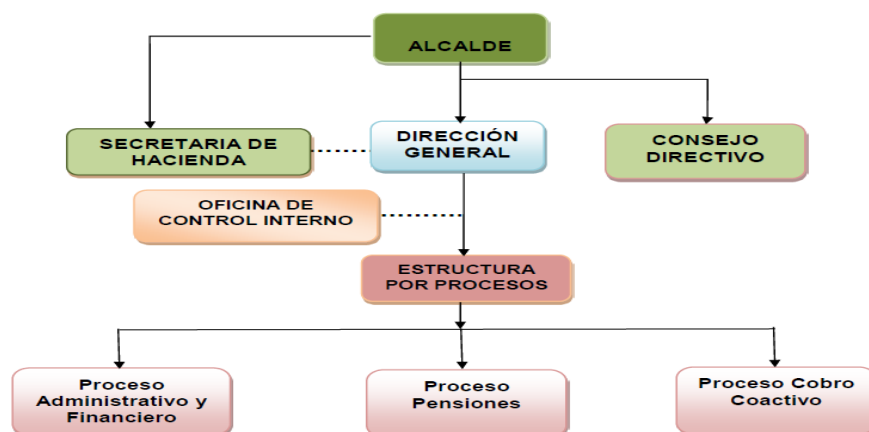 ALCALDE
SECRETARIA DE
HACIENDA
DIRECCIÓN
GENERAL
CONSEJO
DIRECTIVO
OFICINA DE
CONTROL INTERNO
ESTRUCTURA
POR PROCESOS
Proceso
Administrativo y
Financiero
Proceso
Pensiones
Proceso Cobro
Coactivo